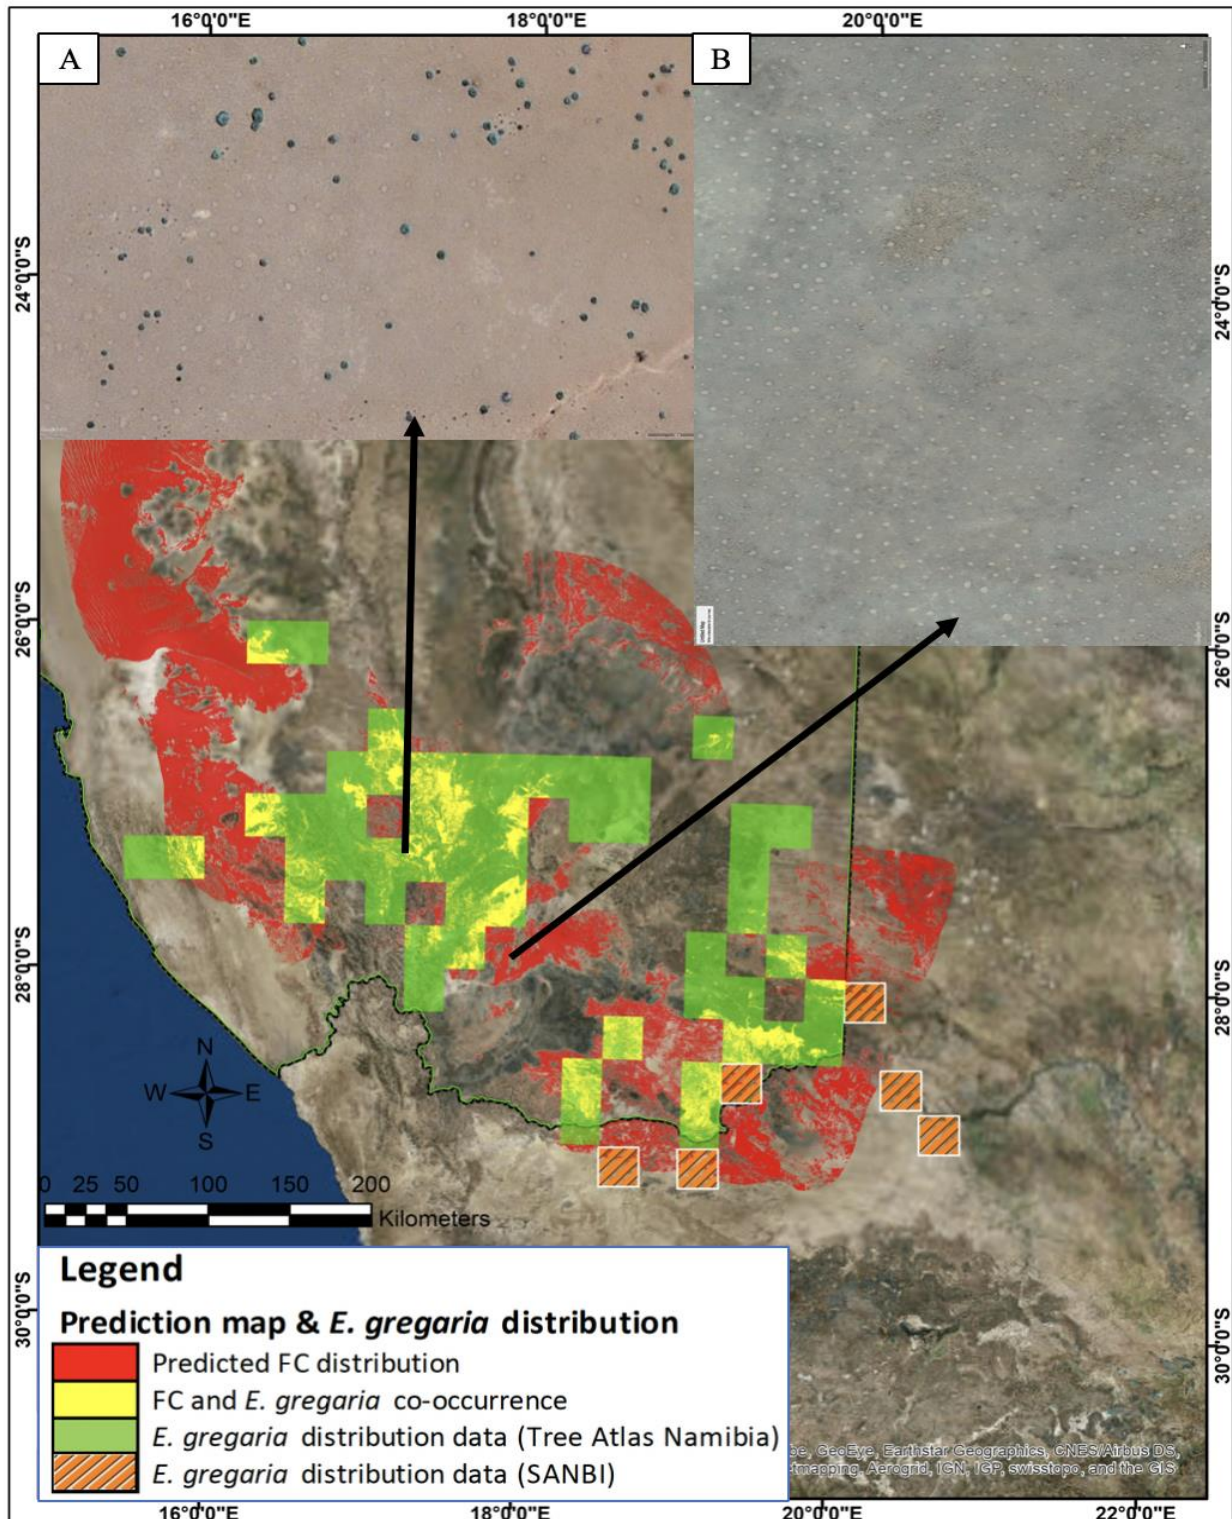 16°0'0"E 18°0'0"E 20°0'0"E
A B
24°0'0"S 24°0'0"S
26°0'0"S 26°0'0"S
28°0'0"S 28°0'0"S
N
W E
S
0 25 50 100 150 200
Kilometers
30°0'0"S 30°0'0"S
Legend
Prediction map & E. gregaria distribution
Predicted FC distribution
FC and E. gregaria co-occurrence
E. gregaria distribution data (Tree Atlas Namibia)
E. gregaria distribution data (SANBI)
be, GeoEye, Earthstar Geographics, CNES/Airbus DS,
tmapping, Aerogrid, IGN, IGP, swisstopo, and the GIS
16°0'0"E 18°0'0"E 20°0'0"E 22°0'0"E